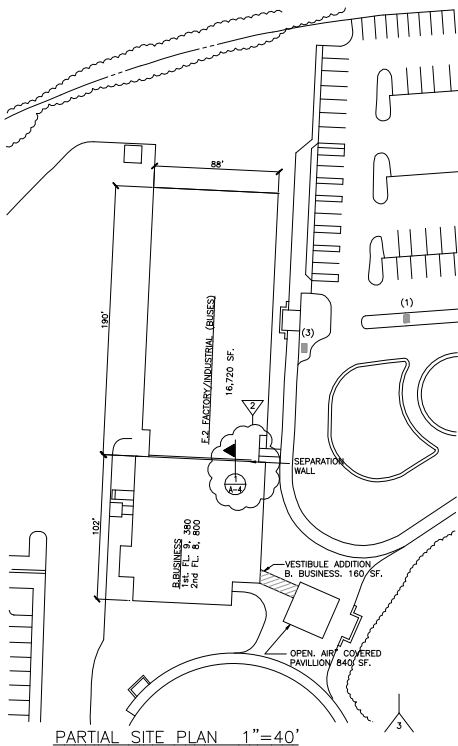 88'
(1)
190'
F.2 FACTORY/INDUSTRIAL (BUSES)
16,720 SF.
(3)
2
SEPARATION
WALL
1
A-4
102'
B.BUSINESS
1st. FL. 9, 380
2nd FL. 8, 800
VESTIBULE ADDITION
B. BUSINESS. 160 SF.
OPEN. AIR COVERED
PAVILLION 840 SF.
3
PARTIAL SITE PLAN 1"=40'